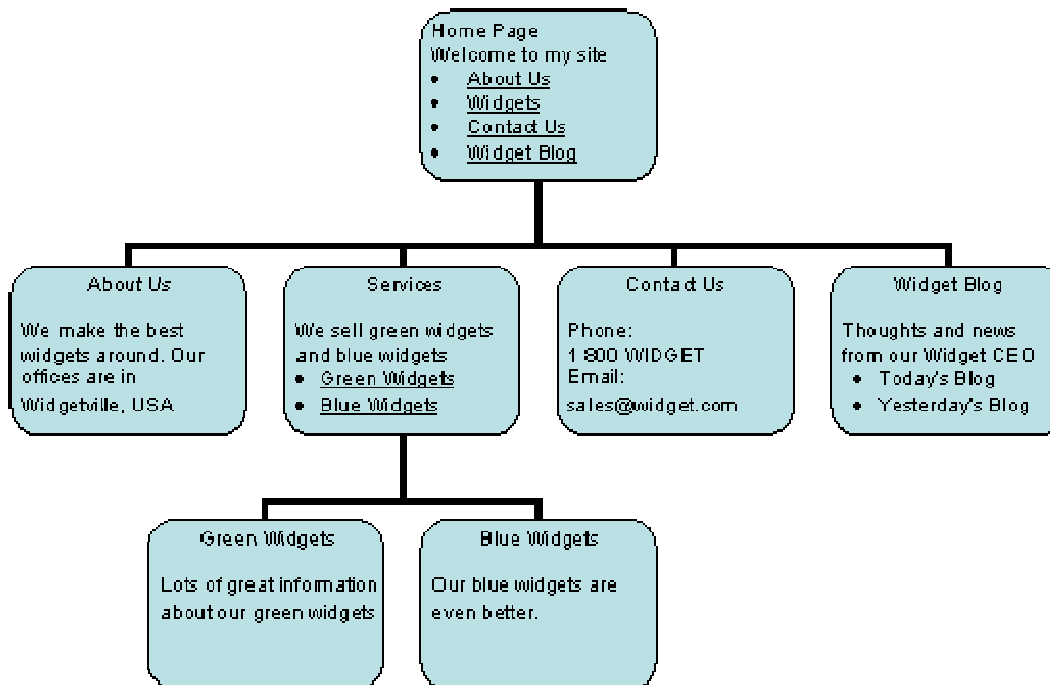 Home Page
Welcome to my site
• About Us
• Widgets
• Contact Us
• Widget Blog
About Us
We make the best
widgets around. Our
offices are in
Widgetville, USA
Services
We sell green widgets
and blue widgets
• Green Widgets
• Blue Widgets
Contact Us
Phone:
1 800 WIDGET
Email:
sales@widget.com
Widget Blog
Thoughts and news
from our Widget CEO
• Today's Blog
• Yesterday's Blog
Green Widgets
Lots of great information
about our green widgets
Blue Widgets
Our blue widgets are
even better.